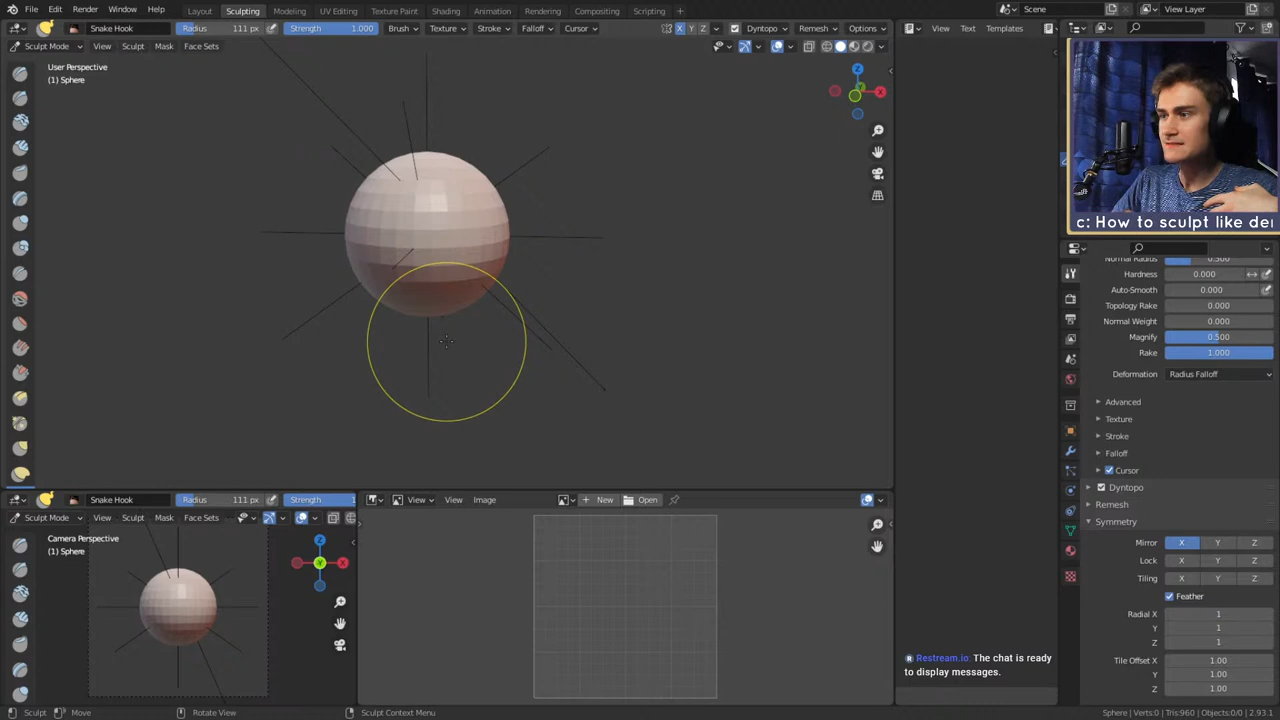 File Edit Render Window Help Layout Sculpting Modeling UV Editing Texture Paint Shading Animation Rendering Compositing Scripting + Scene View Layer
Snake Hook Radius 111 px Strength 1.000 Brush Texture Stroke Falloff Cursor X Y Z Dyntopo Remesh Options View Text Templates
Sculpt Mode View Sculpt Mask Face Sets
User Perspective
(1) Sphere
Z
X
Y
c: How to sculpt like
Normal Radius 0.500
Hardness 0.000
Auto-Smooth 0.000
Topology Rake 0.000
Normal Weight 0.000
Magnify 0.500
Rake 1.000
Deformation Radius Falloff
Advanced
Texture
Stroke
Falloff
Cursor
Dyntopo
Remesh
Symmetry
Mirror X Y Z
Lock X Y Z
Tiling X Y Z
Feather
Radial X 1
Y 1
Z 1
Tile Offset X 1.00
Y 1.00
Z 1.00
Snake Hook Radius 111 px Strength 1 View View Image New Open
Sculpt Mode View Sculpt Mask Face Sets
Camera Perspective
(1) Sphere
Z
Y
X
Restream.io: The chat is ready
to display messages.
Sculpt Move Rotate View Sculpt Context Menu Sphere | Verts:0 | Tris:960 | Objects:0/0 | 2.93.1